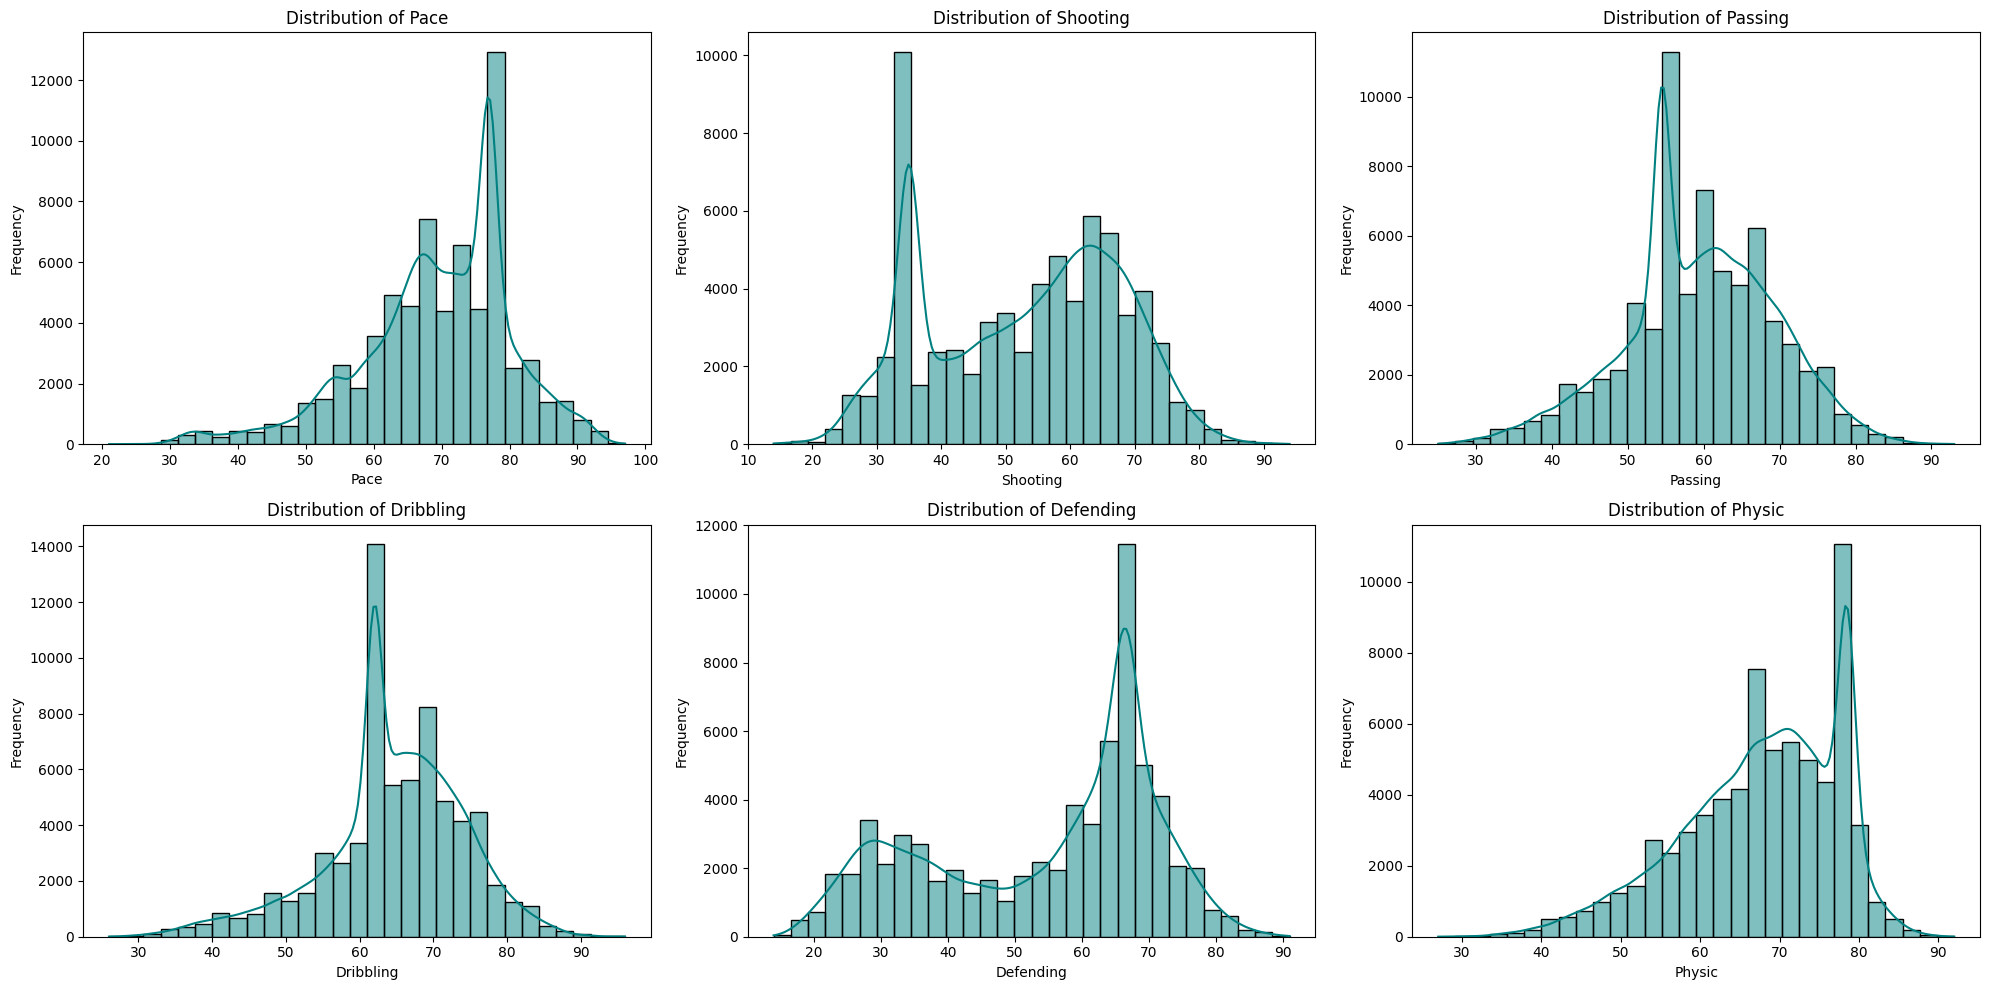 Distribution of Pace
Frequency
12000
10000
8000
6000
4000
2000
0
20 30 40 50 60 70 80 90 100
Pace
Distribution of Shooting
Frequency
10000
8000
6000
4000
2000
0
10 20 30 40 50 60 70 80 90
Shooting
Distribution of Passing
Frequency
10000
8000
6000
4000
2000
0
30 40 50 60 70 80 90
Passing
Distribution of Dribbling
Frequency
14000
12000
10000
8000
6000
4000
2000
0
30 40 50 60 70 80 90
Dribbling
Distribution of Defending
Frequency
12000
10000
8000
6000
4000
2000
0
20 30 40 50 60 70 80 90
Defending
Distribution of Physic
Frequency
10000
8000
6000
4000
2000
0
30 40 50 60 70 80 90
Physic